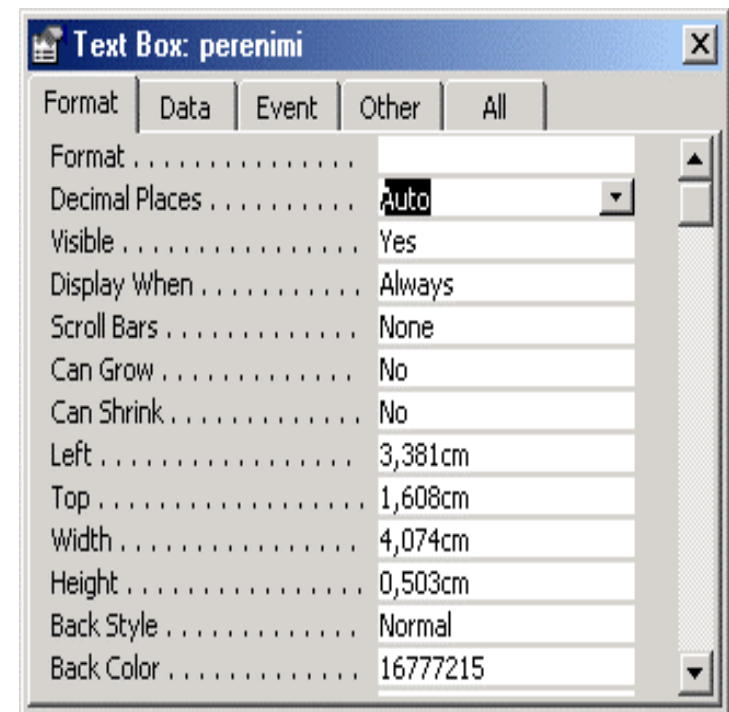 Text Box: perenimi
Format Data Event Other All
Format . . . . . . . . . . . . . . .
Decimal Places . . . . . . . . . . Auto
Visible . . . . . . . . . . . . . . . . Yes
Display When . . . . . . . . . . . Always
Scroll Bars . . . . . . . . . . . . . None
Can Grow . . . . . . . . . . . . . No
Can Shrink . . . . . . . . . . . . . No
Left . . . . . . . . . . . . . . . . . . 3,381cm
Top . . . . . . . . . . . . . . . . . . 1,608cm
Width . . . . . . . . . . . . . . . . 4,074cm
Height . . . . . . . . . . . . . . . . 0,503cm
Back Style . . . . . . . . . . . . . Normal
Back Color . . . . . . . . . . . . . 16777215